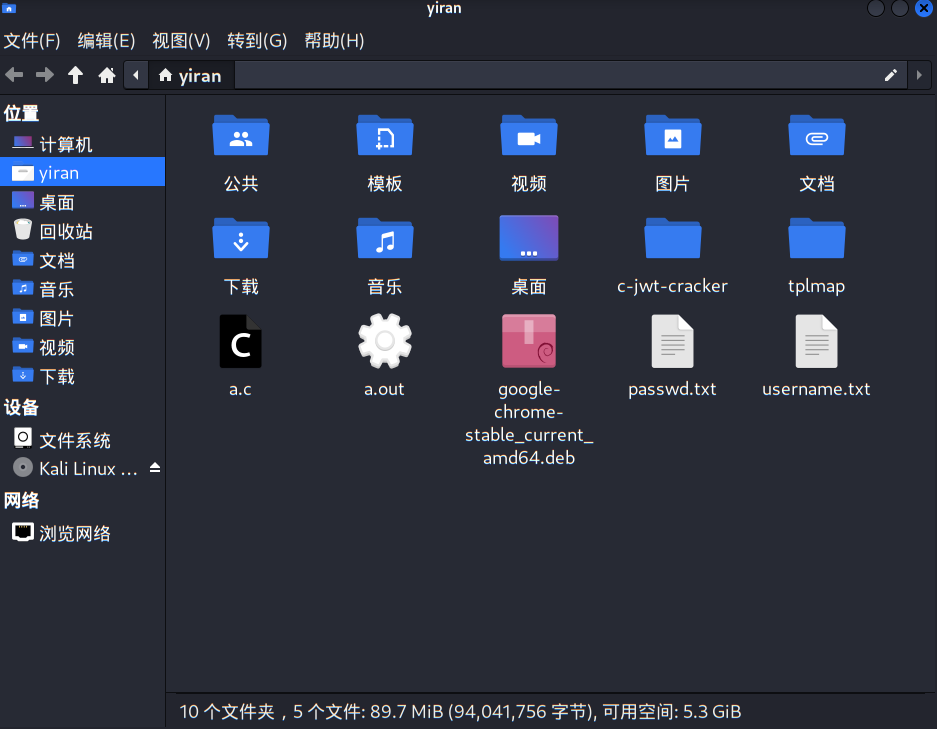 yiran
文件(F) 编辑(E) 视图(V) 转到(G) 帮助(H)
yiran
位置
计算机
yiran
桌面
回收站
文档
音乐
图片
视频
下载
设备
文件系统
Kali Linux ...
网络
浏览网络
公共 模板 视频 图片 文档
下载 音乐 桌面 c-jwt-cracker tplmap
a.c a.out google- passwd.txt username.txt
chrome-
stable_current_
amd64.deb
C
10 个文件夹 , 5 个文件: 89.7 MiB (94,041,756 字节), 可用空间: 5.3 GiB